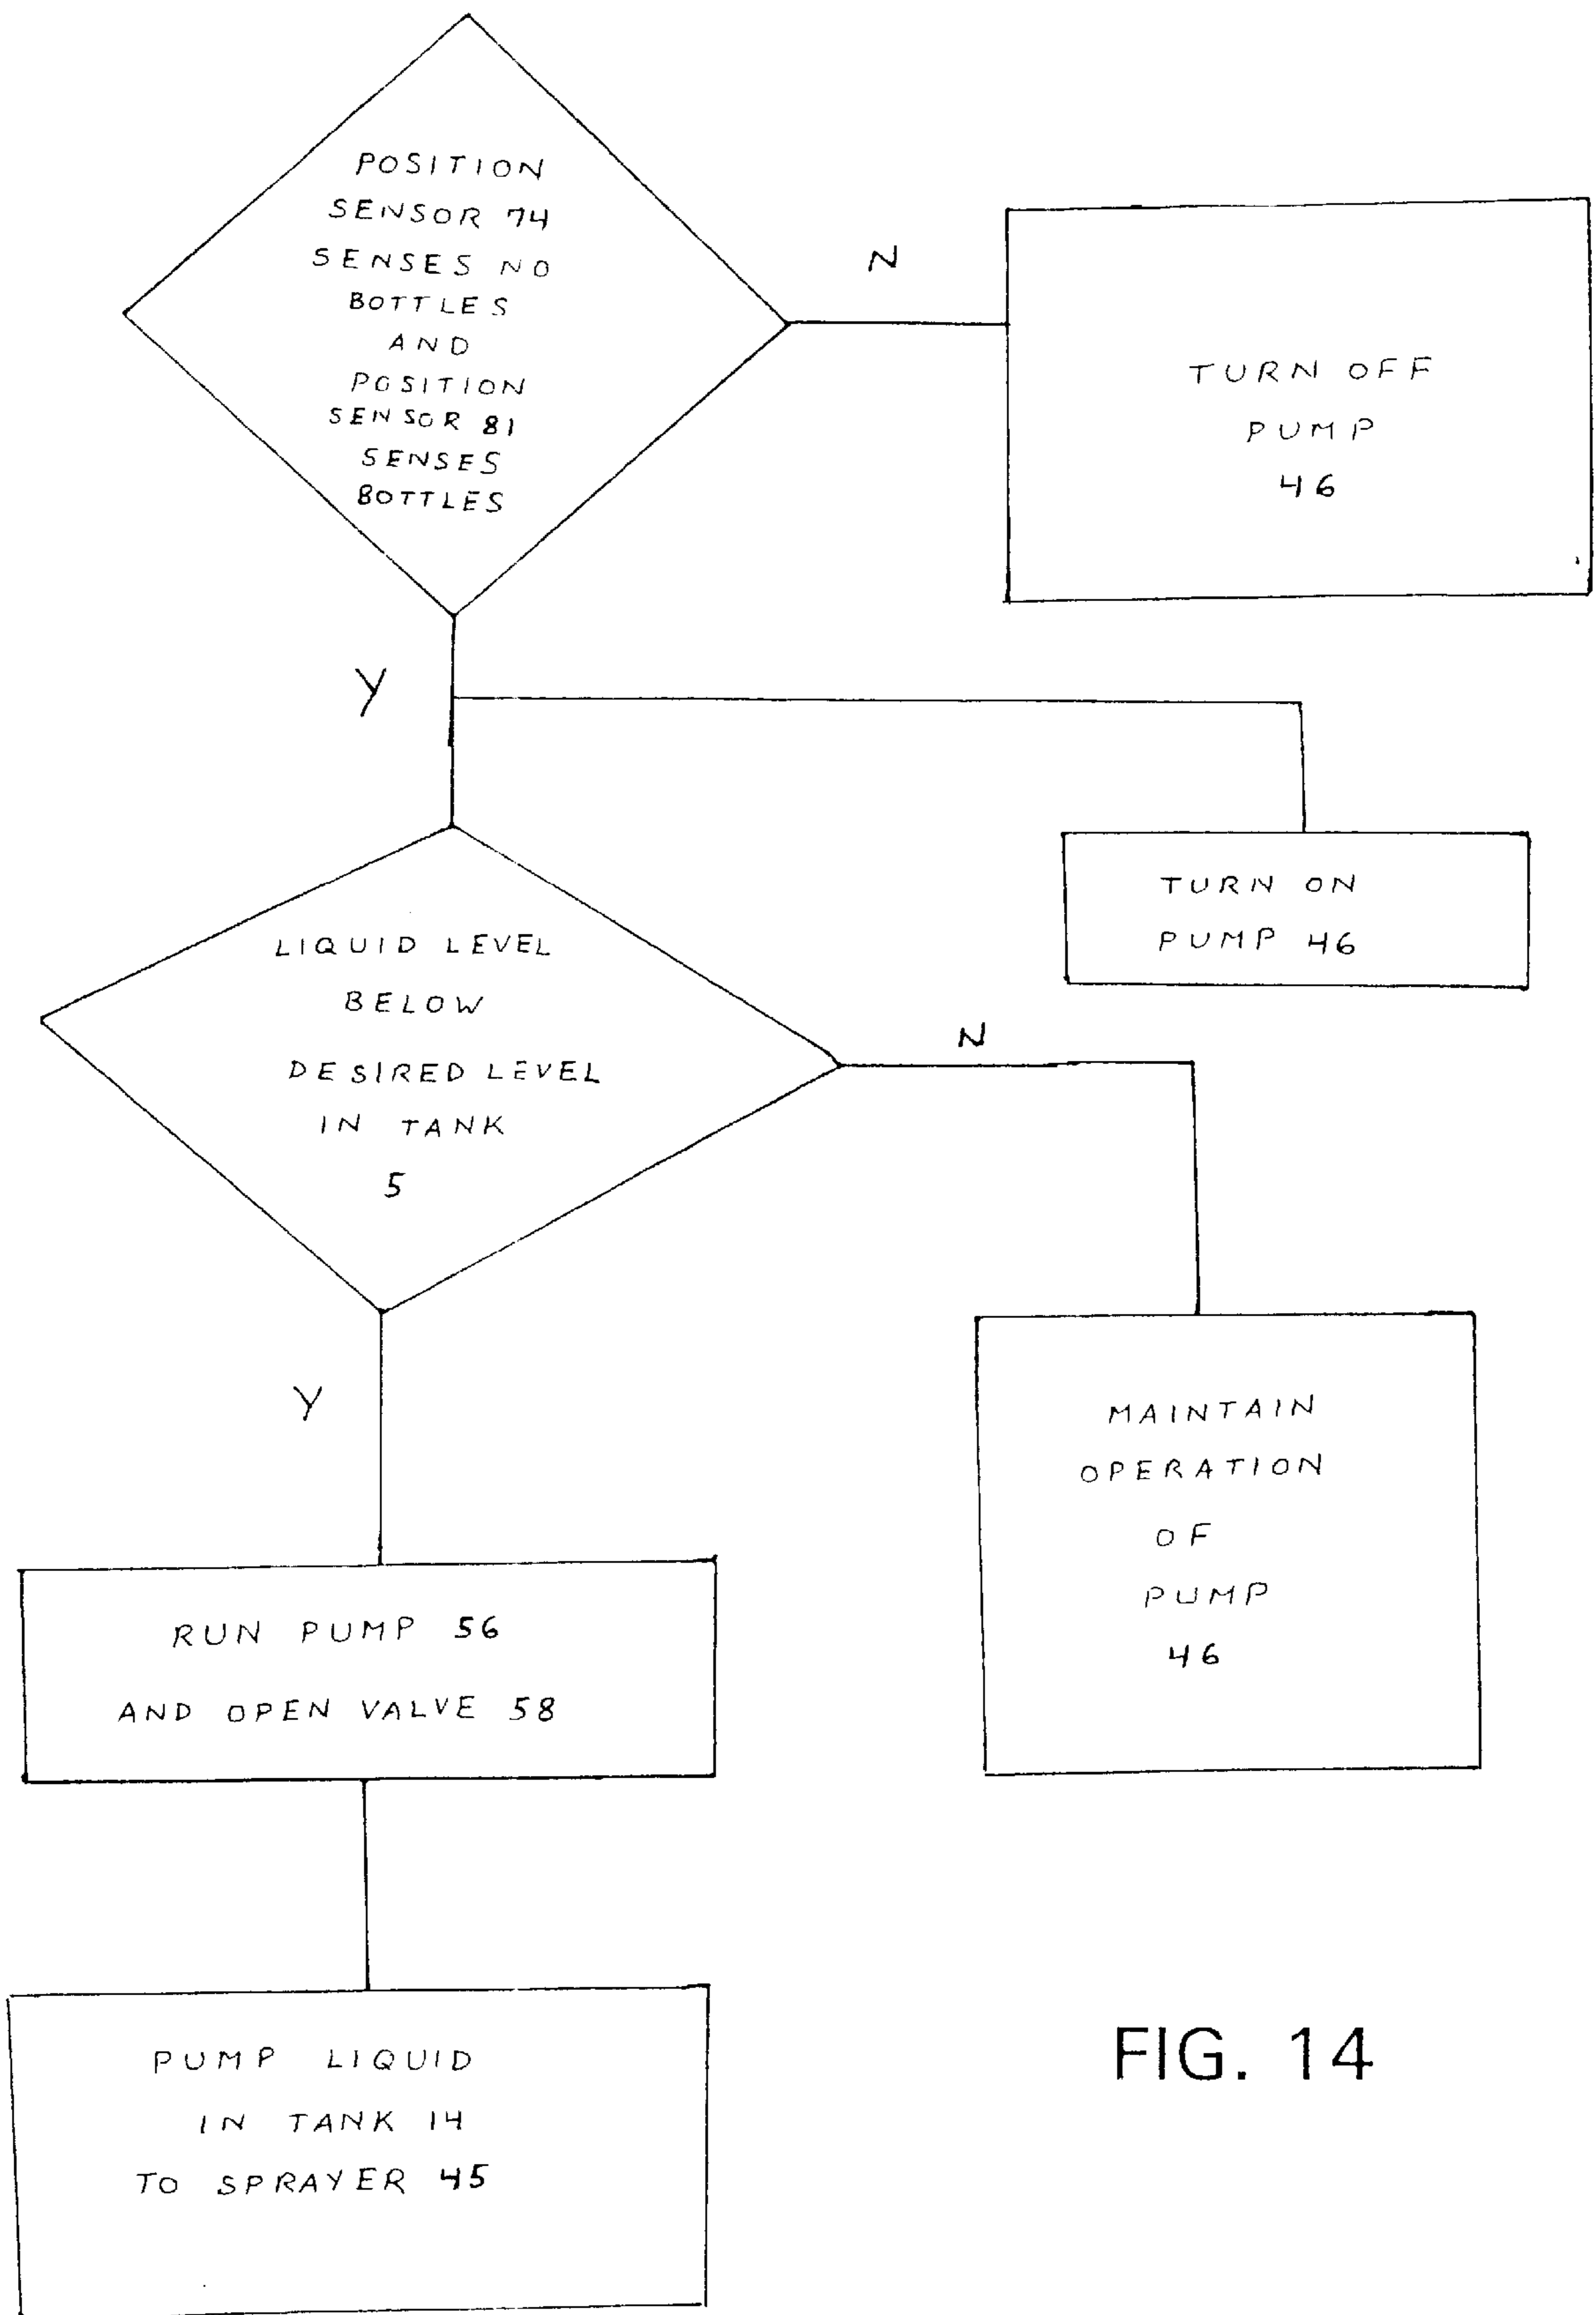 POSITION
SENSOR 74
SENSES NO
BOTTLES
AND
POSITION
SENSOR 81
SENSES
BOTTLES
N
TURN OFF
PUMP
46
Y
TURN ON
PUMP 46
LIQUID LEVEL
BELOW
DESIRED LEVEL
IN TANK
5
N
MAINTAIN
OPERATION
OF
PUMP
46
Y
RUN PUMP 56
AND OPEN VALVE 58
PUMP LIQUID
IN TANK 14
TO SPRAYER 45
FIG. 14